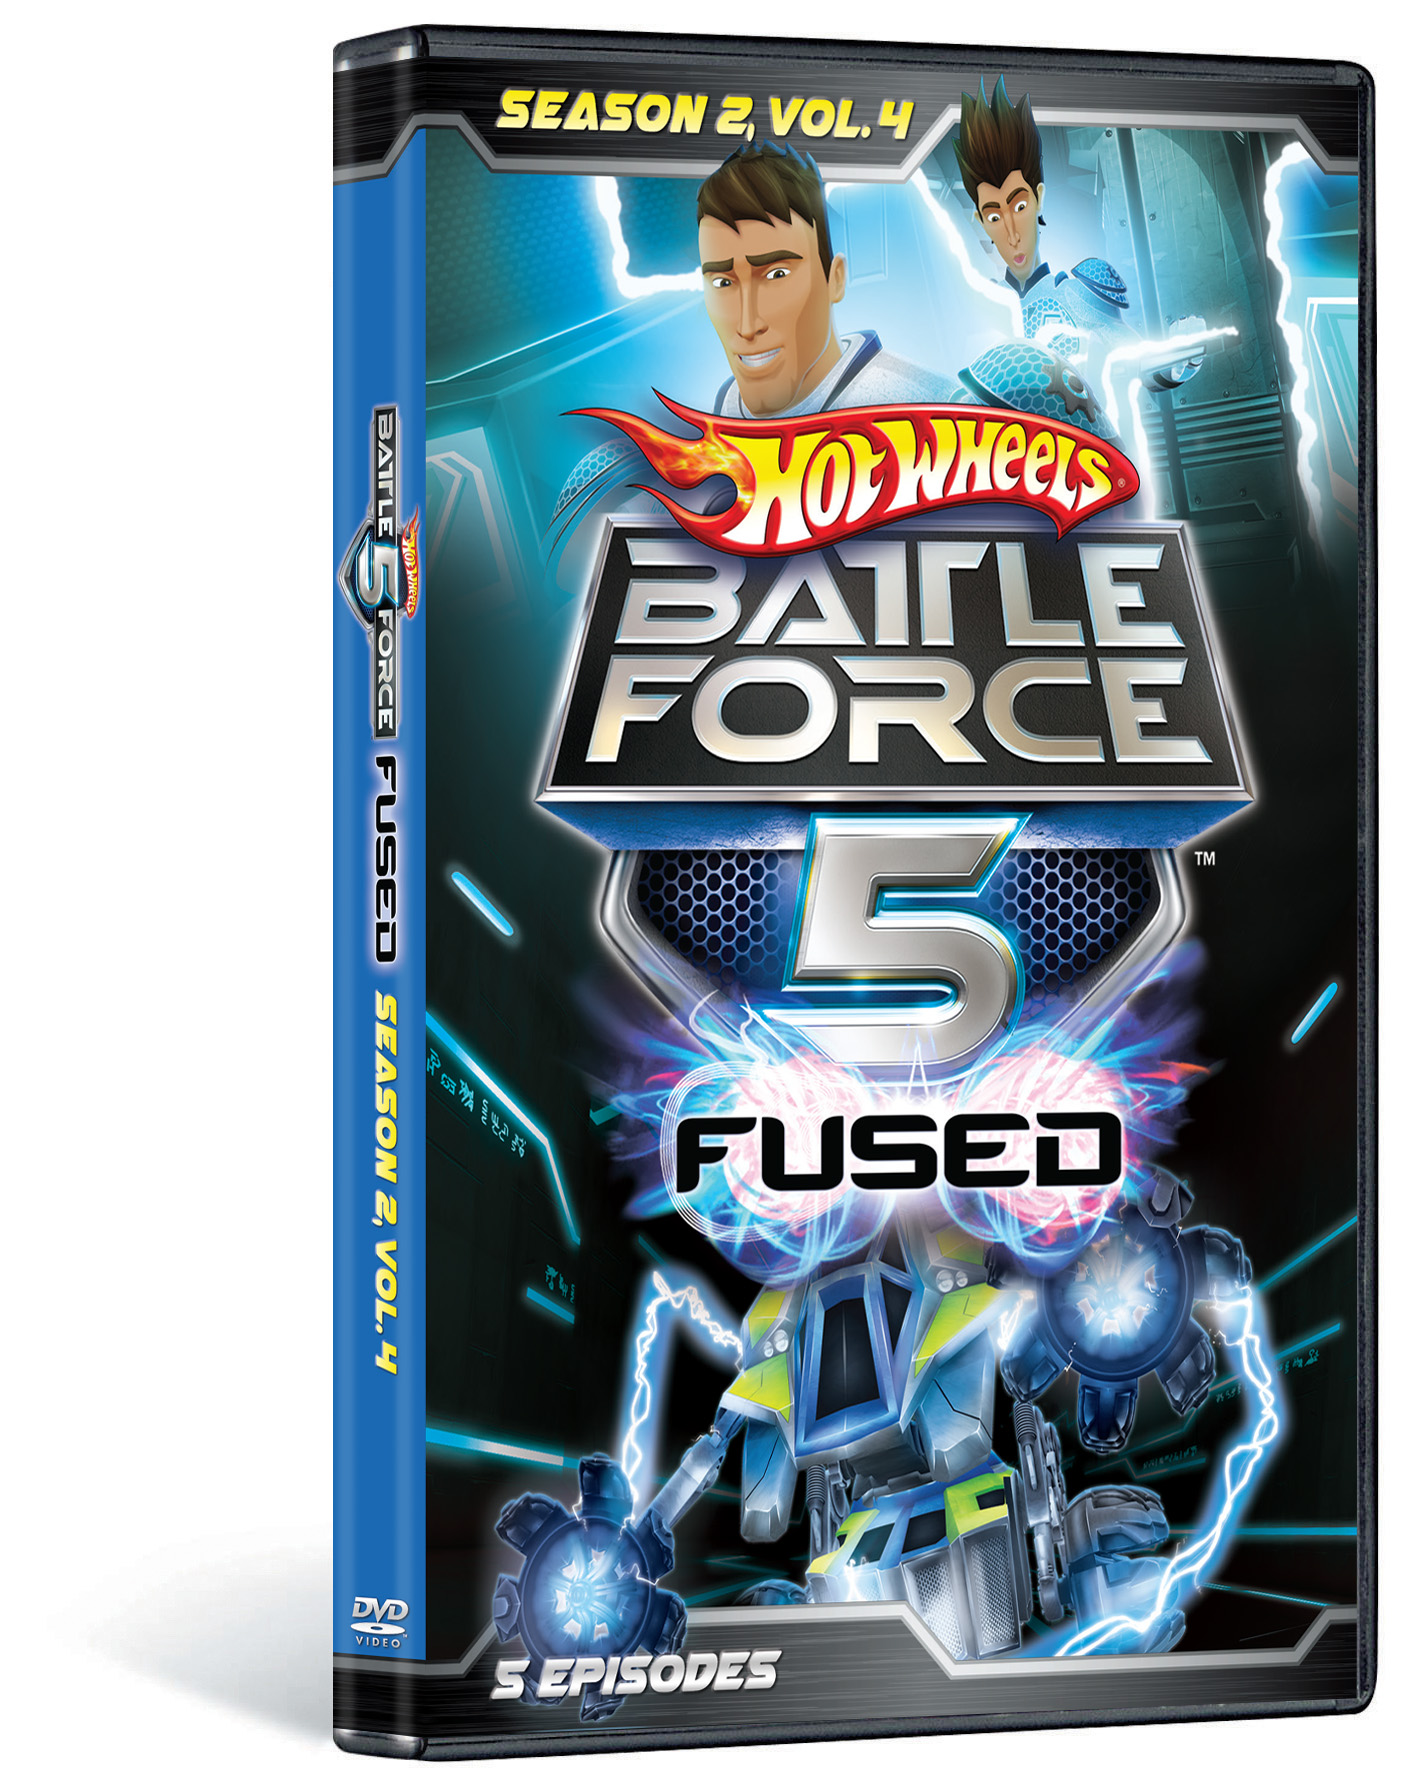 SEASON 2, VOL. 4
HOT WHEELS ®
BATTLE
FORCE
5 ™
FUSED
5 EPISODES
BATTLE 5 FORCE HOT WHEELS FUSED SEASON 2, VOL. 4
DVD
VIDEO